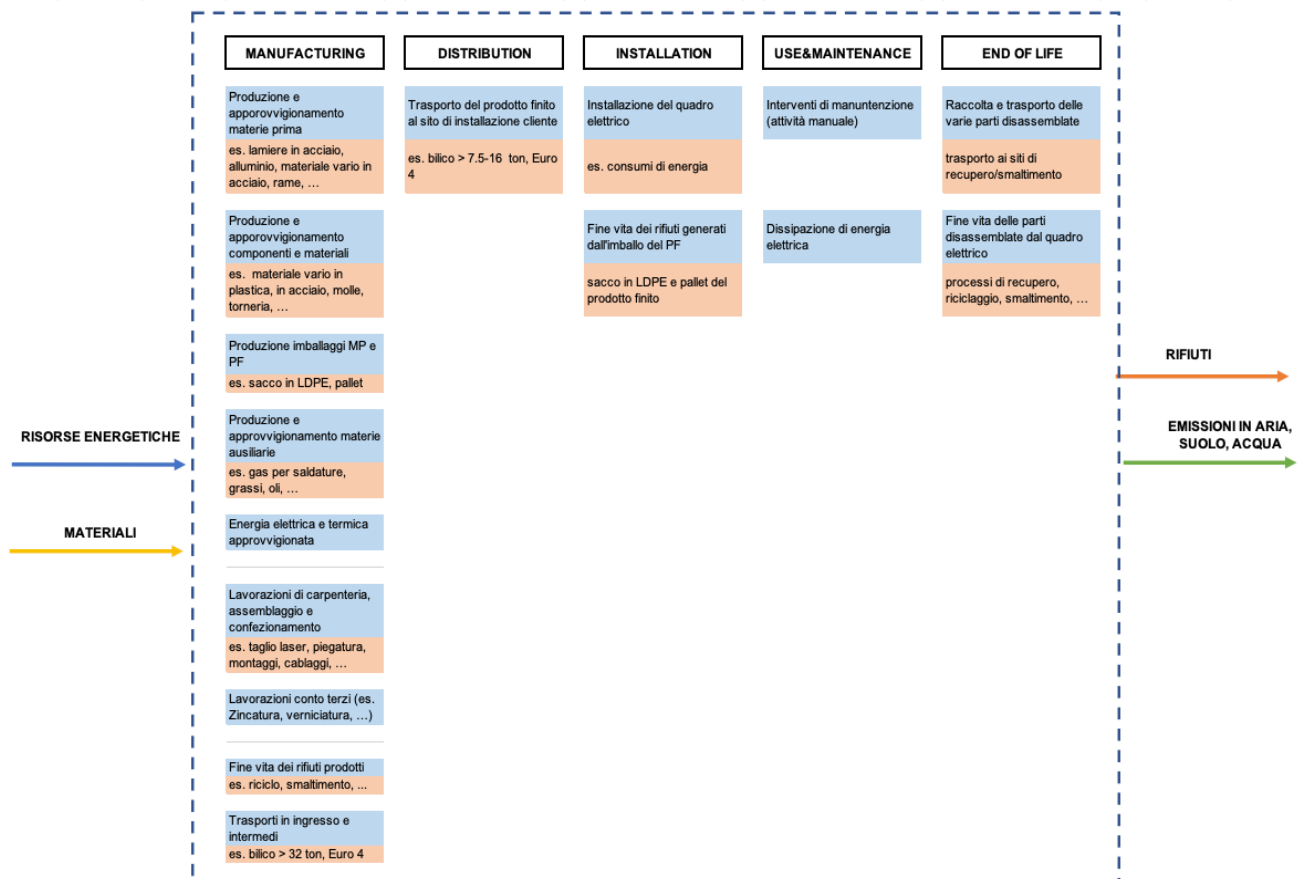 MANUFACTURING
DISTRIBUTION
INSTALLATION
USE&MAINTENANCE
END OF LIFE
Produzione e
apporovvigionamento
materie prima
es. lamiere in acciaio,
alluminio, materiale vario in
acciaio, rame, …
Produzione e
apporovvigionamento
componenti e materiali
es.  materiale vario in
plastica, in acciaio, molle,
torneria, …
Produzione imballaggi MP e
PF
es. sacco in LDPE, pallet
Produzione e
approvvigionamento materie
ausiliarie
es. gas per saldature,
grassi, oli, …
Energia elettrica e termica
approvvigionata
Lavorazioni di carpenteria,
assemblaggio e
confezionamento
es. taglio laser, piegatura,
montaggi, cablaggi, …
Lavorazioni conto terzi (es.
Zincatura, verniciatura, …)
Fine vita dei rifiuti prodotti
es. riciclo, smaltimento, ...
Trasporti in ingresso e
intermedi
es. bilico > 32 ton, Euro 4
Trasporto del prodotto finito
al sito di installazione cliente
es. bilico > 7.5-16  ton, Euro
4
Installazione del quadro
elettrico
es. consumi di energia
Fine vita dei rifiuti generati
dall'imballo del PF
sacco in LDPE e pallet del
prodotto finito
Interventi di manuntenzione
(attività manuale)
Dissipazione di energia
elettrica
Raccolta e trasporto delle
varie parti disassemblate
trasporto ai siti di
recupero/smaltimento
Fine vita delle parti
disassemblate dal quadro
elettrico
processi di recupero,
riciclaggio, smaltimento, …
RISORSE ENERGETICHE
MATERIALI
RIFIUTI
EMISSIONI IN ARIA,
SUOLO, ACQUA